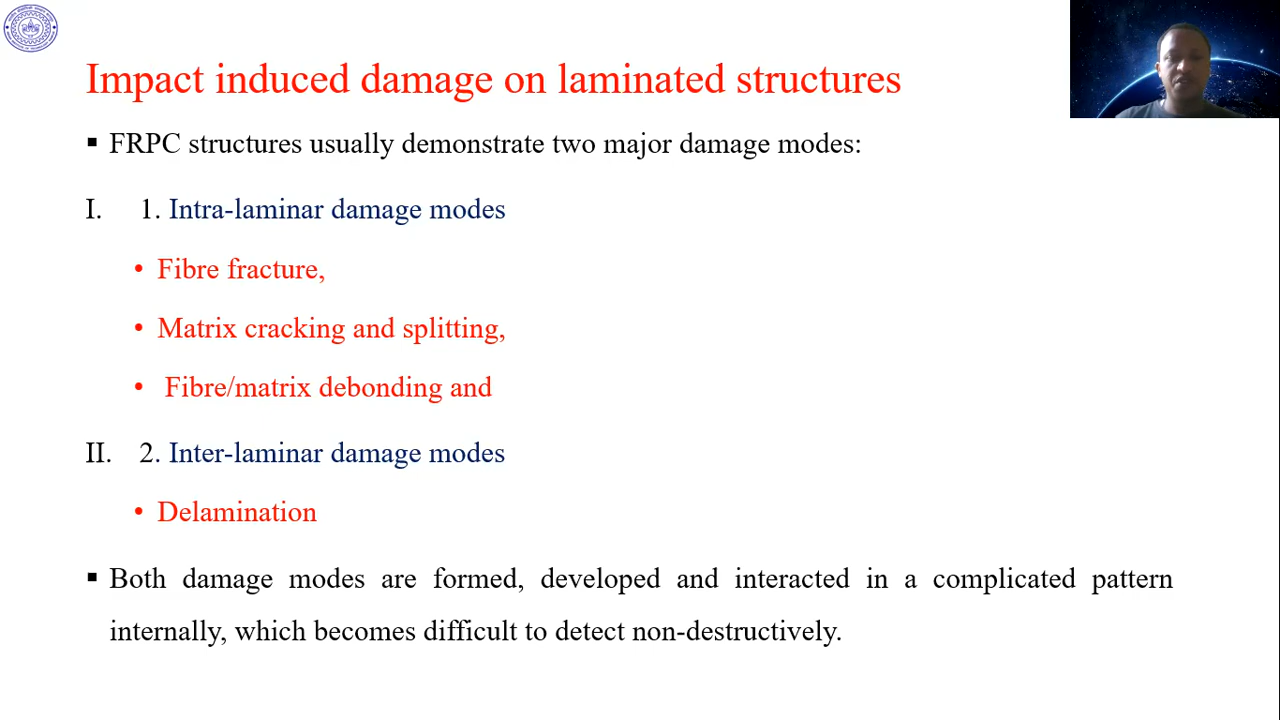 Impact induced damage on laminated structures
▪ FRPC structures usually demonstrate two major damage modes:
I. 1. Intra-laminar damage modes
• Fibre fracture,
• Matrix cracking and splitting,
• Fibre/matrix debonding and
II. 2. Inter-laminar damage modes
• Delamination
▪ Both damage modes are formed, developed and interacted in a complicated pattern
internally, which becomes difficult to detect non-destructively.